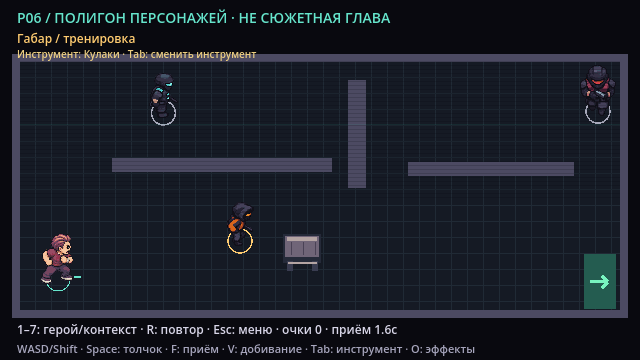 P06 / ПОЛИГОН ПЕРСОНАЖЕЙ · НЕ СЮЖЕТНАЯ ГЛАВА
Габар / тренировка
Инструмент: Кулаки · Tab: сменить инструмент
1–7: герой/контекст · R: повтор · Esc: меню · очки 0 · приём 1.6с
WASD/Shift · Space: толчок · F: приём · V: добивание · Tab: инструмент · O: эффекты